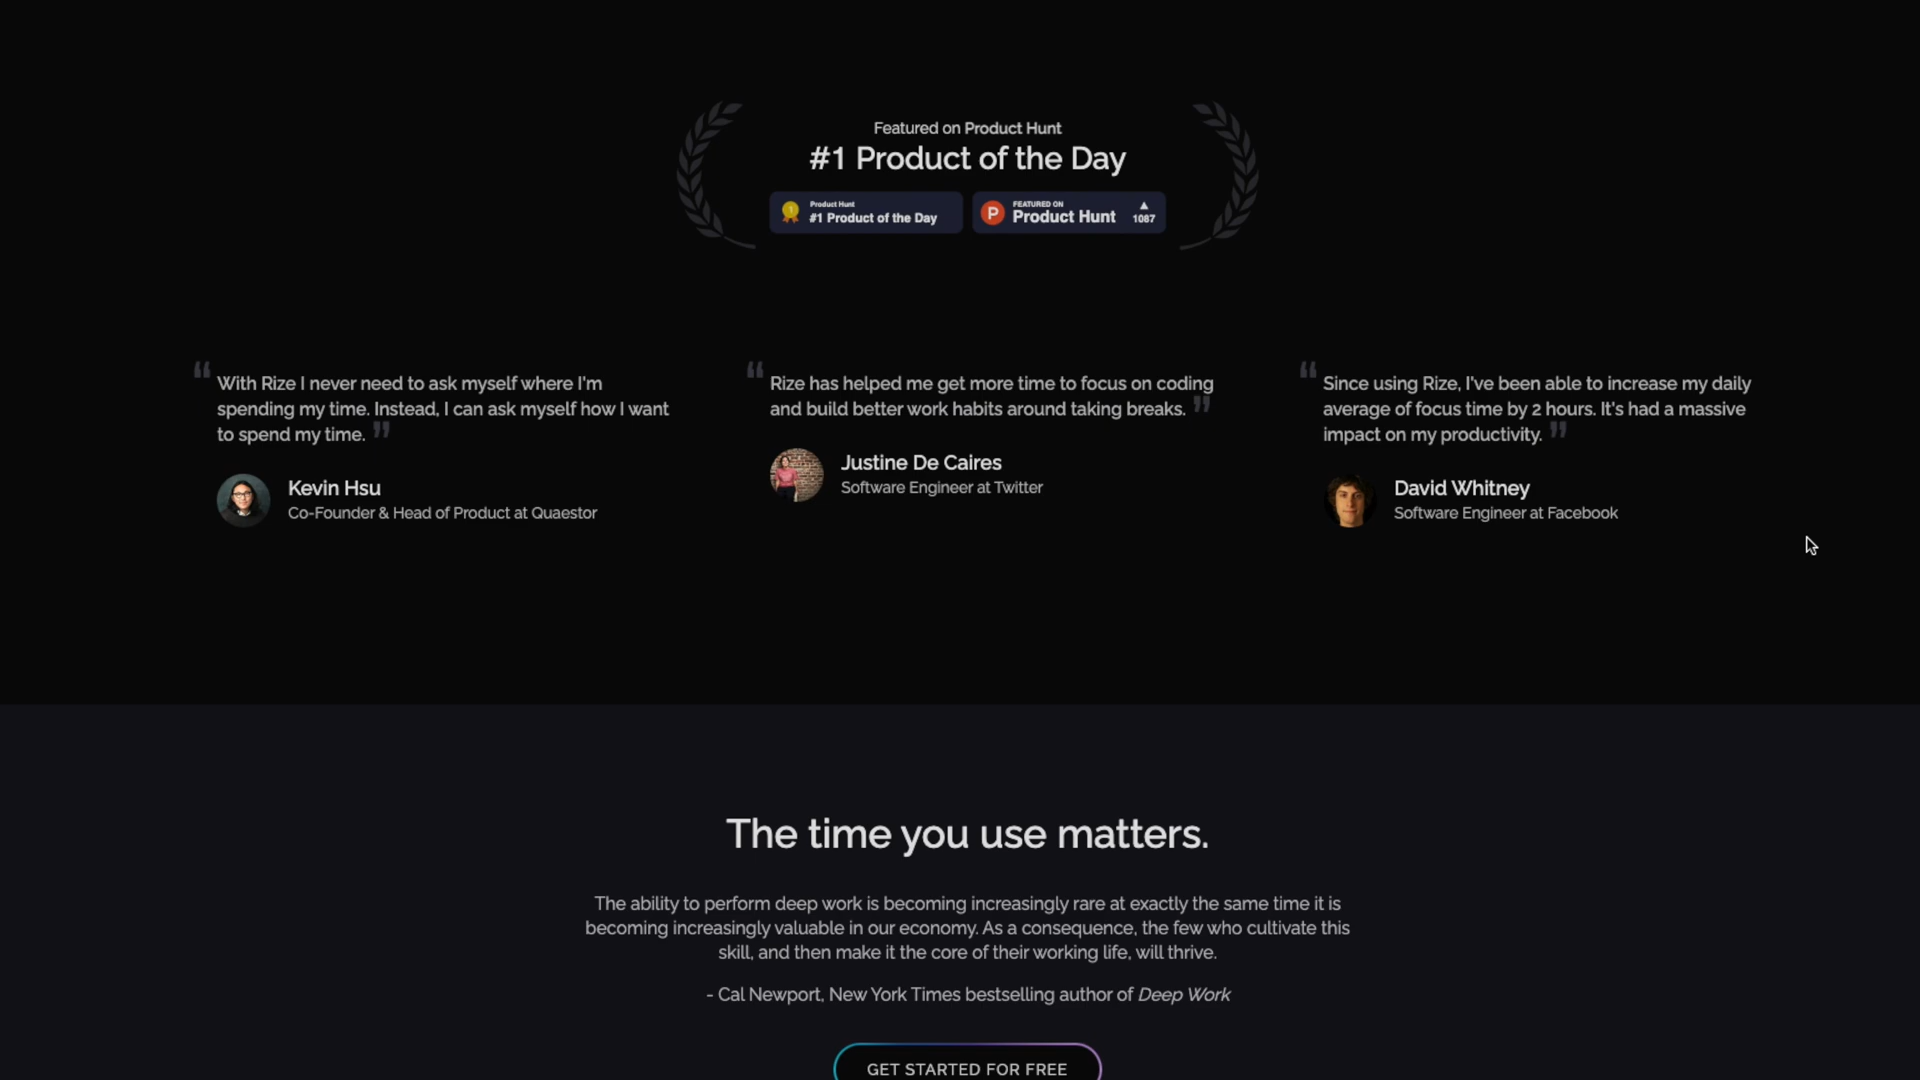 Featured on Product Hunt
#1 Product of the Day
1
Product Hunt
#1 Product of the Day
P
FEATURED ON
Product Hunt
▲
1087
“ With Rize I never need to ask myself where I'm
spending my time. Instead, I can ask myself how I want
to spend my time. ”
Kevin Hsu
Co-Founder & Head of Product at Quaestor
“ Rize has helped me get more time to focus on coding
and build better work habits around taking breaks. ”
Justine De Caires
Software Engineer at Twitter
“ Since using Rize, I've been able to increase my daily
average of focus time by 2 hours. It's had a massive
impact on my productivity. ”
David Whitney
Software Engineer at Facebook
The time you use matters.
The ability to perform deep work is becoming increasingly rare at exactly the same time it is
becoming increasingly valuable in our economy. As a consequence, the few who cultivate this
skill, and then make it the core of their working life, will thrive.
- Cal Newport, New York Times bestselling author of Deep Work
GET STARTED FOR FREE